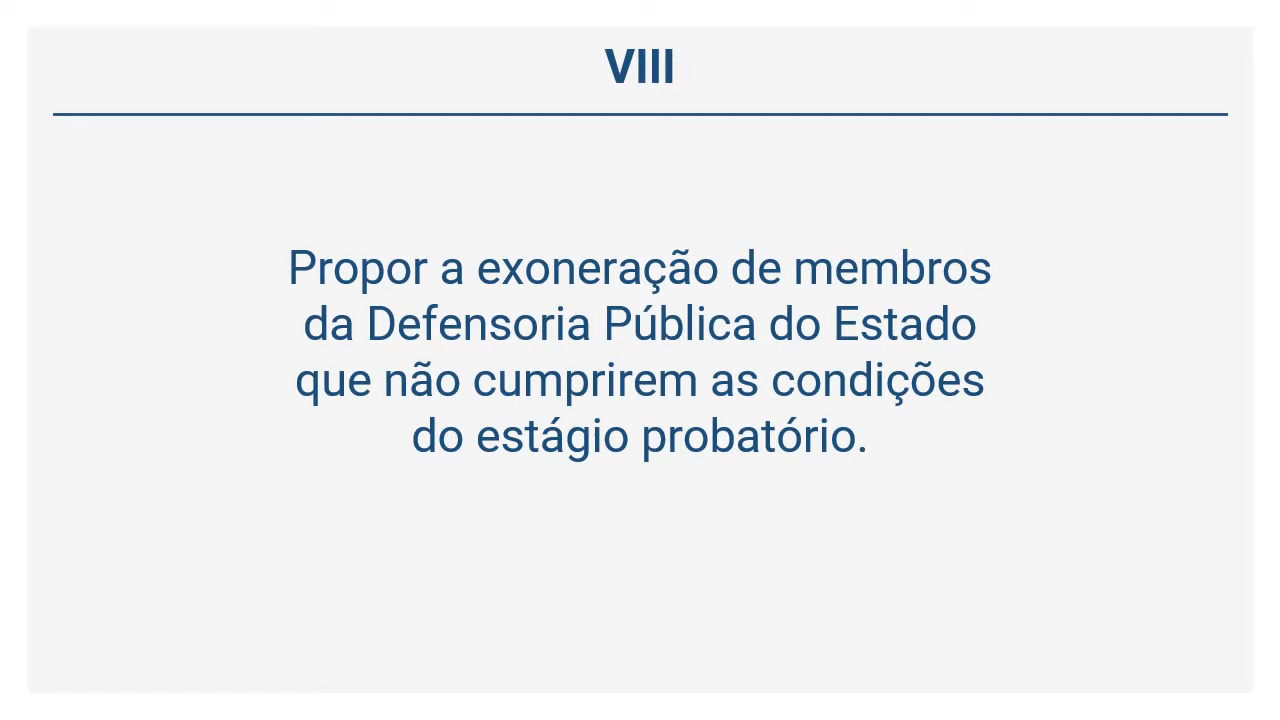 VIII
Propor a exoneração de membros
da Defensoria Pública do Estado
que não cumprirem as condições
do estágio probatório.